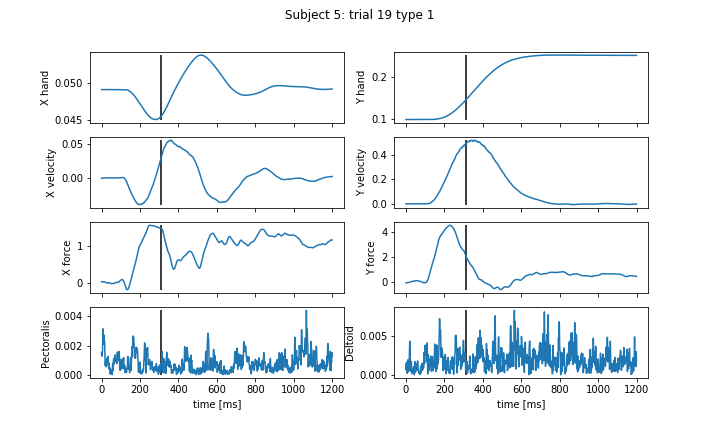 Subject 5: trial 19 type 1
X hand
0.050
0.045
Y hand
0.2
0.1
X velocity
0.05
0.00
Y velocity
0.4
0.2
0.0
X force
1
0
Y force
4
2
0
Pectoralis
0.004
0.002
0.000
0 200 400 600 800 1000 1200
time [ms]
Deltoid
0.005
0.000
0 200 400 600 800 1000 1200
time [ms]